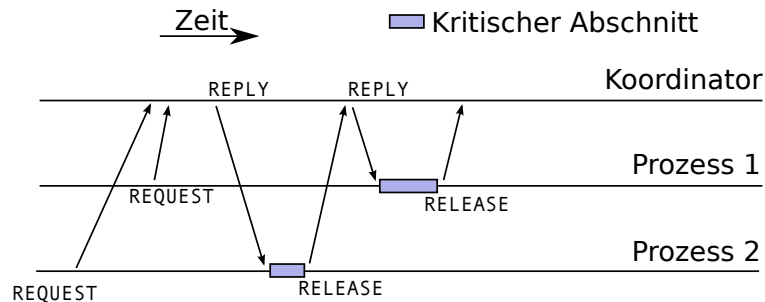 Zeit
Kritischer Abschnitt
Koordinator
REPLY
REPLY
Prozess 1
REQUEST
RELEASE
Prozess 2
REQUEST
RELEASE